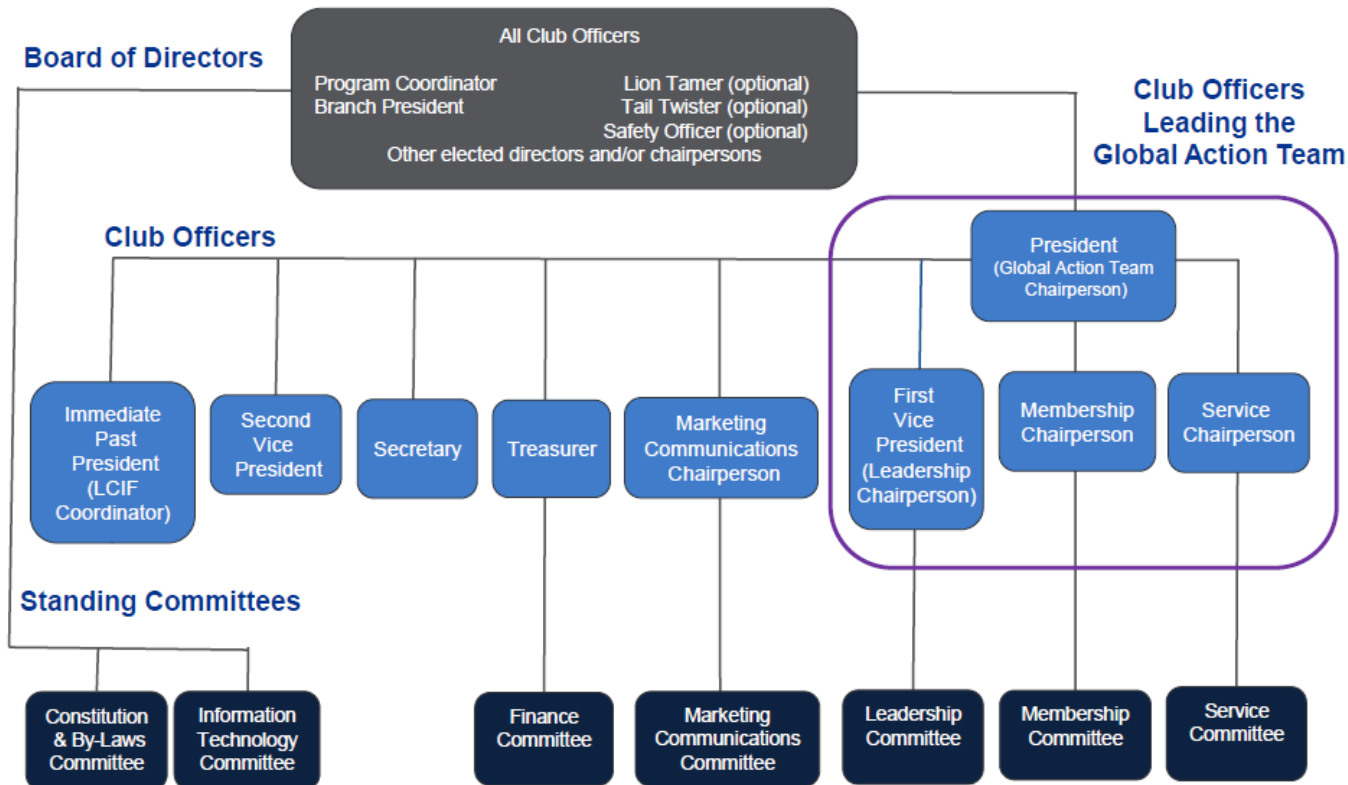 All Club Officers
Board of Directors
Program Coordinator
Lion Tamer (optional)
Branch President
Tail Twister (optional)
Safety Officer (optional)
Other elected directors and/or chairpersons
Club Officers
Leading the
Global Action Team
Club Officers
President
(Global Action Team
Chairperson)
Immediate
Past
President
(LCIF
Coordinator)
Second
Vice
President
Secretary
Treasurer
Marketing
Communications
Chairperson
First
Vice
President
(Leadership
Chairperson)
Membership
Chairperson
Service
Chairperson
Standing Committees
Constitution
& By-Laws
Committee
Information
Technology
Committee
Finance
Committee
Marketing
Communications
Committee
Leadership
Committee
Membership
Committee
Service
Committee